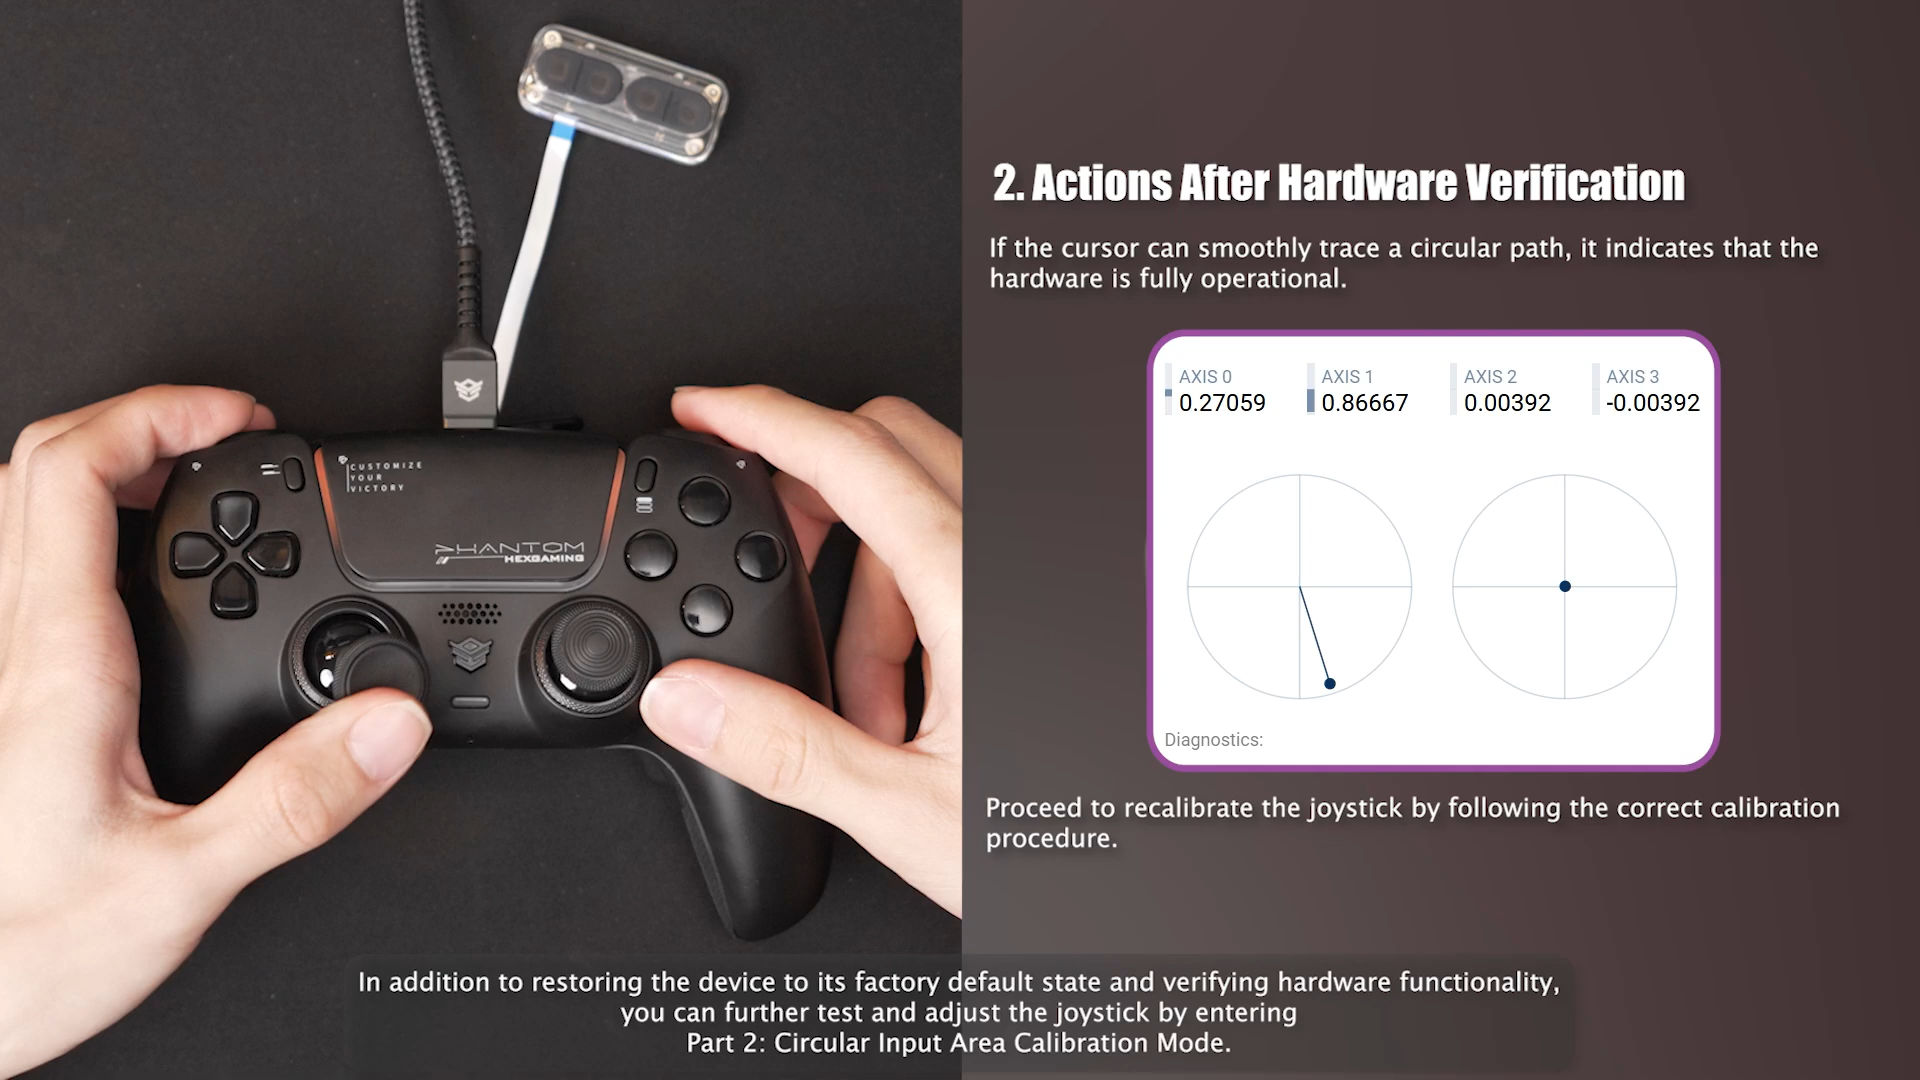 CUSTOMIZE
YOUR
VICTORY
PHANTOM
HEXGAMING
2. Actions After Hardware Verification
If the cursor can smoothly trace a circular path, it indicates that the
hardware is fully operational.
AXIS 0 AXIS 1 AXIS 2 AXIS 3
0.27059 0.86667 0.00392 -0.00392
Diagnostics:
Proceed to recalibrate the joystick by following the correct calibration
procedure.
In addition to restoring the device to its factory default state and verifying hardware functionality,
you can further test and adjust the joystick by entering
Part 2: Circular Input Area Calibration Mode.